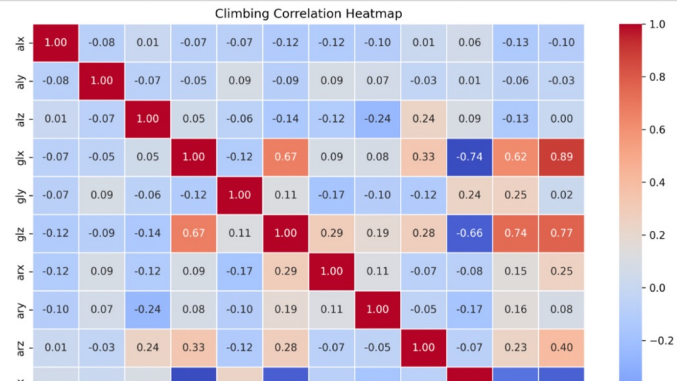 Climbing Correlation Heatmap
alx 1.00 -0.08 0.01 -0.07 -0.07 -0.12 -0.12 -0.10 0.01 0.06 -0.13 -0.10
aly -0.08 1.00 -0.07 -0.05 0.09 -0.09 0.09 0.07 -0.03 0.01 -0.06 -0.03
alz 0.01 -0.07 1.00 0.05 -0.06 -0.14 -0.12 -0.24 0.24 0.09 -0.13 0.00
glx -0.07 -0.05 0.05 1.00 -0.12 0.67 0.09 0.08 0.33 -0.74 0.62 0.89
gly -0.07 0.09 -0.06 -0.12 1.00 0.11 -0.17 -0.10 -0.12 0.24 0.25 0.02
glz -0.12 -0.09 -0.14 0.67 0.11 1.00 0.29 0.19 0.28 -0.66 0.74 0.77
arx -0.12 0.09 -0.12 0.09 -0.17 0.29 1.00 0.11 -0.07 -0.08 0.15 0.25
ary -0.10 0.07 -0.24 0.08 -0.10 0.19 0.11 1.00 -0.05 -0.17 0.16 0.08
arz 0.01 -0.03 0.24 0.33 -0.12 0.28 -0.07 -0.05 1.00 -0.07 0.23 0.40
1.0
0.8
0.6
0.4
0.2
0.0
−0.2